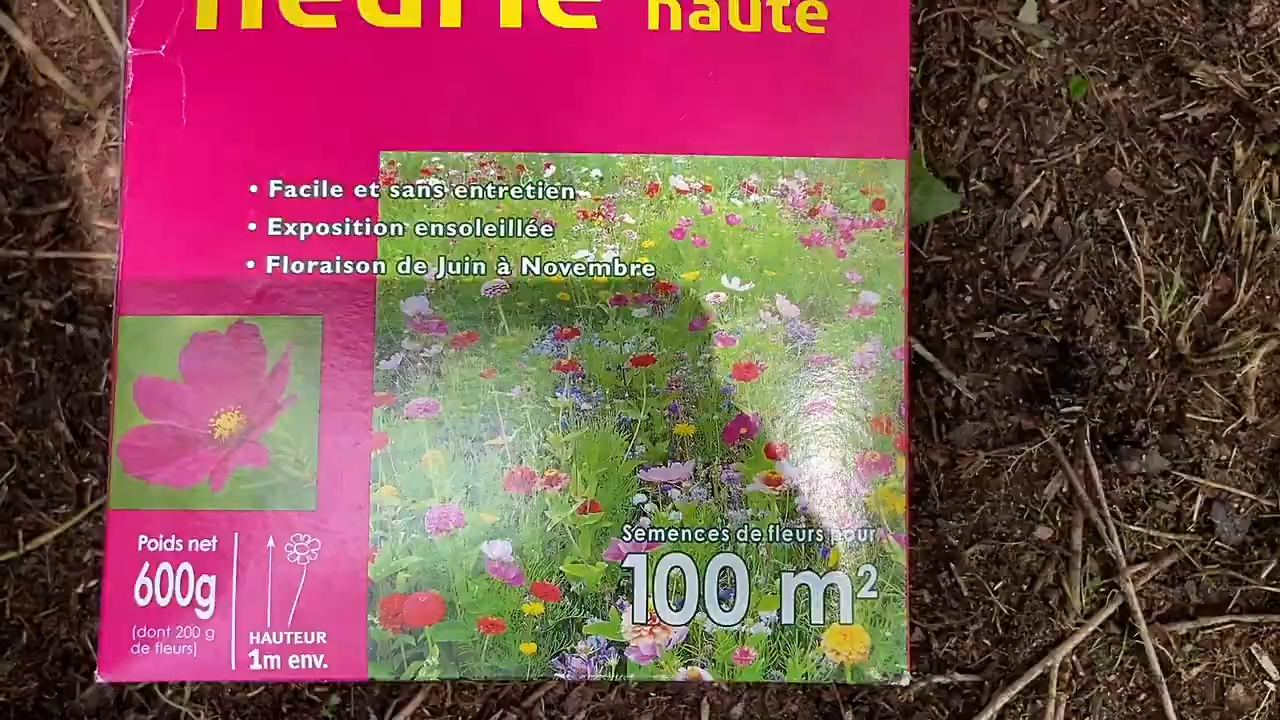 fleurie haute
• Facile et sans entretien
• Exposition ensoleillée
• Floraison de Juin à Novembre
Poids net
600g
(dont 200 g
de fleurs)
HAUTEUR
1m env.
Semences de fleurs pour
100 m²